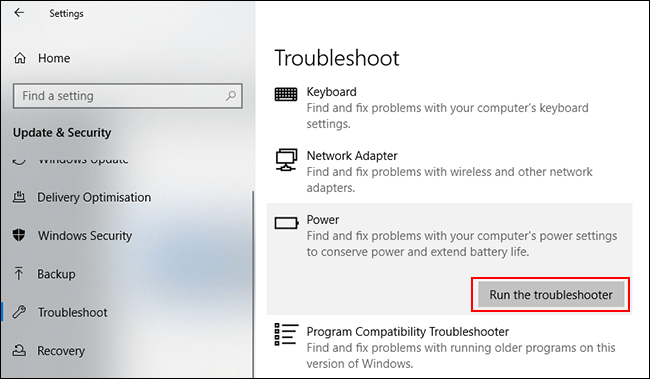 Settings
Home
Find a setting
Update & Security
Windows Update
Delivery Optimisation
Windows Security
Backup
Troubleshoot
Recovery
Troubleshoot
Keyboard
Find and fix problems with your computer's keyboard
settings.
Network Adapter
Find and fix problems with wireless and other network
adapters.
Power
Find and fix problems with your computer's power settings
to conserve power and extend battery life.
Run the troubleshooter
Program Compatibility Troubleshooter
Find and fix problems with running older programs on this
version of Windows.